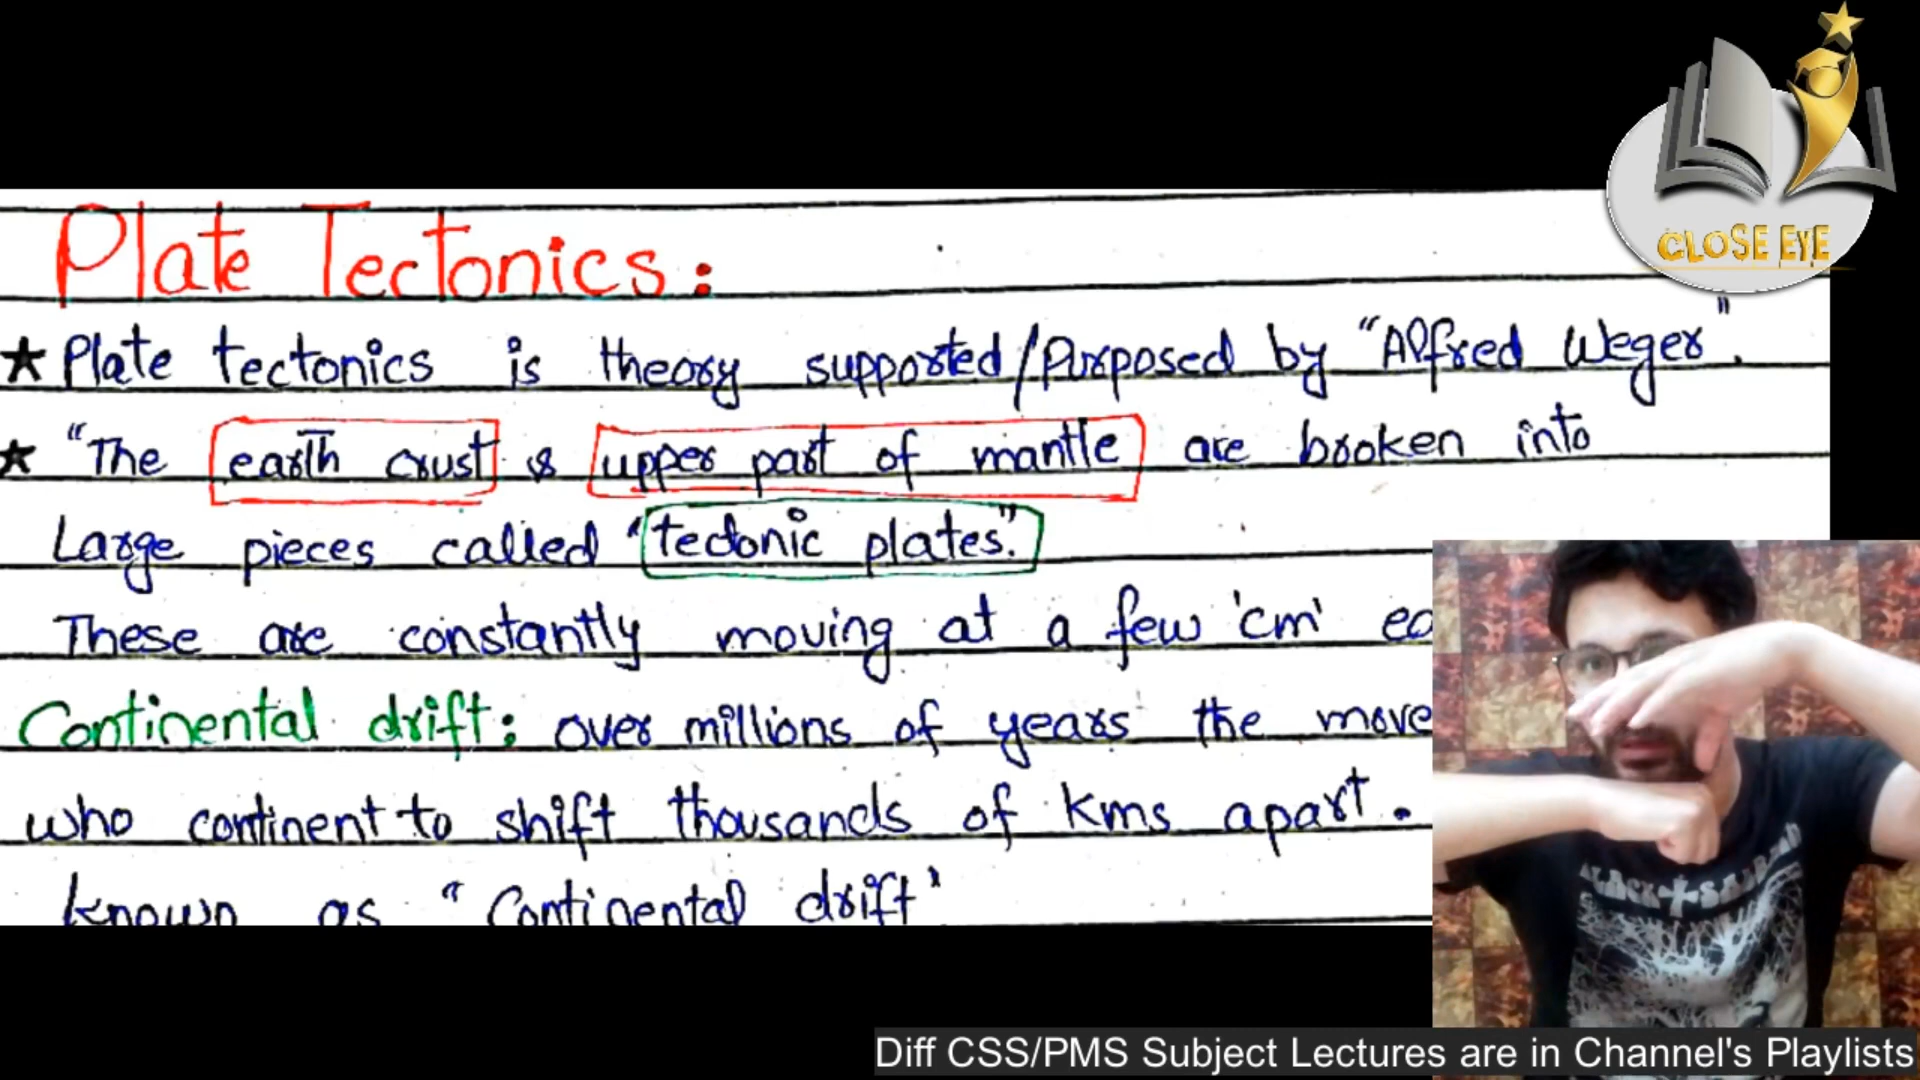 CLOSE EYE
Plate Tectonics:
★ Plate tectonics is theory supported/Purposed by "Alfred Weger".
★ "The earth crust & upper part of mantle are broken into
Large pieces called "tectonic plates."
These are constantly moving at a few 'cm' ea
Continental drift: over millions of years the move
who continent to shift thousands of kms apart.
known as "Continental drift"
BLACK SABBATH
Diff CSS/PMS Subject Lectures are in Channel's Playlists